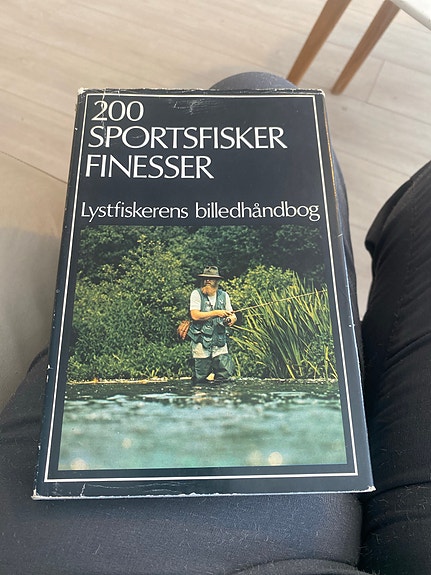 200
SPORTSFISKER
FINESSER
Lystfiskerens billedhåndbog